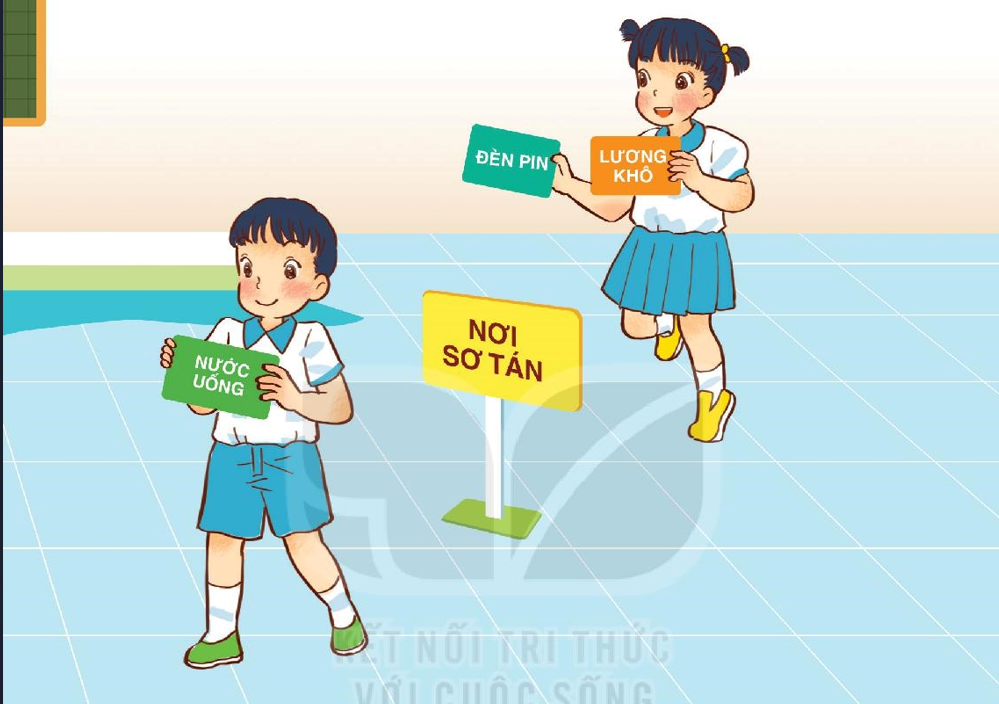 ĐÈN PIN
LƯƠNG
KHÔ
NƠI
SƠ TÁN
NƯỚC
UỐNG
KẾT NỐI TRI THỨC
VỚI CUỘC SỐNG